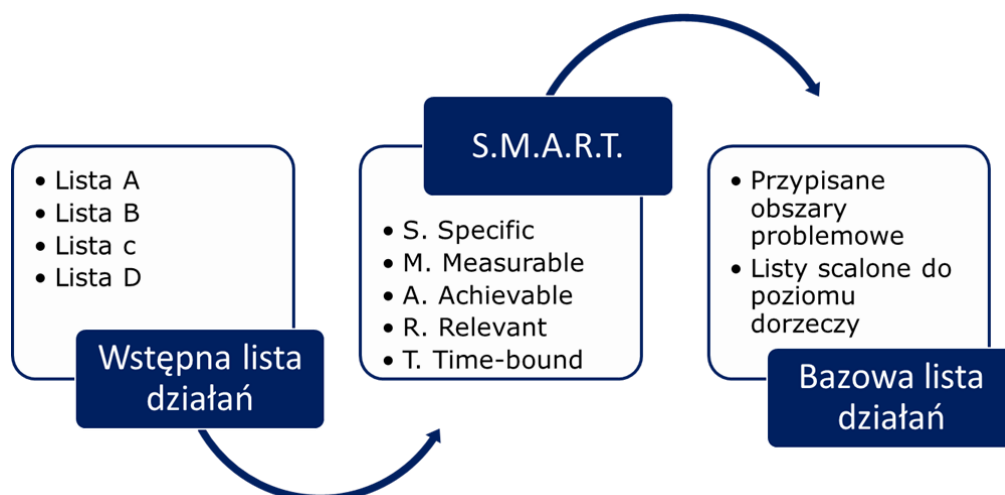 • Lista A
• Lista B
• Lista c
• Lista D
Wstępna lista
działań
S.M.A.R.T.
• S. Specific
• M. Measurable
• A. Achievable
• R. Relevant
• T. Time-bound
• Przypisane
obszary
problemowe
• Listy scalone do
poziomu
dorzeczy
Bazowa lista
działań